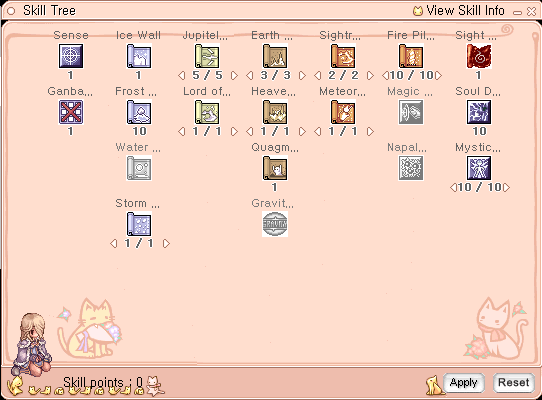 Skill Tree View Skill Info
Sense Ice Wall Jupitel... Earth ... Sightr... Fire Pil... Sight ...
1 1 5 / 5 3 / 3 2 / 2 10 / 10 1
Ganba... Frost ... Lord of... Heave... Meteor... Magic ... Soul D...
1 10 1 / 1 1 / 1 1 / 1 10
Water ... Quagm... Napal... Mystic...
1 10 / 10
Storm ... Gravit...
1 / 1
Skill points : 0 Apply Reset